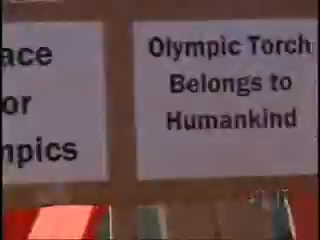 ace
or
mpics
Olympic Torch
Belongs to
Humankind